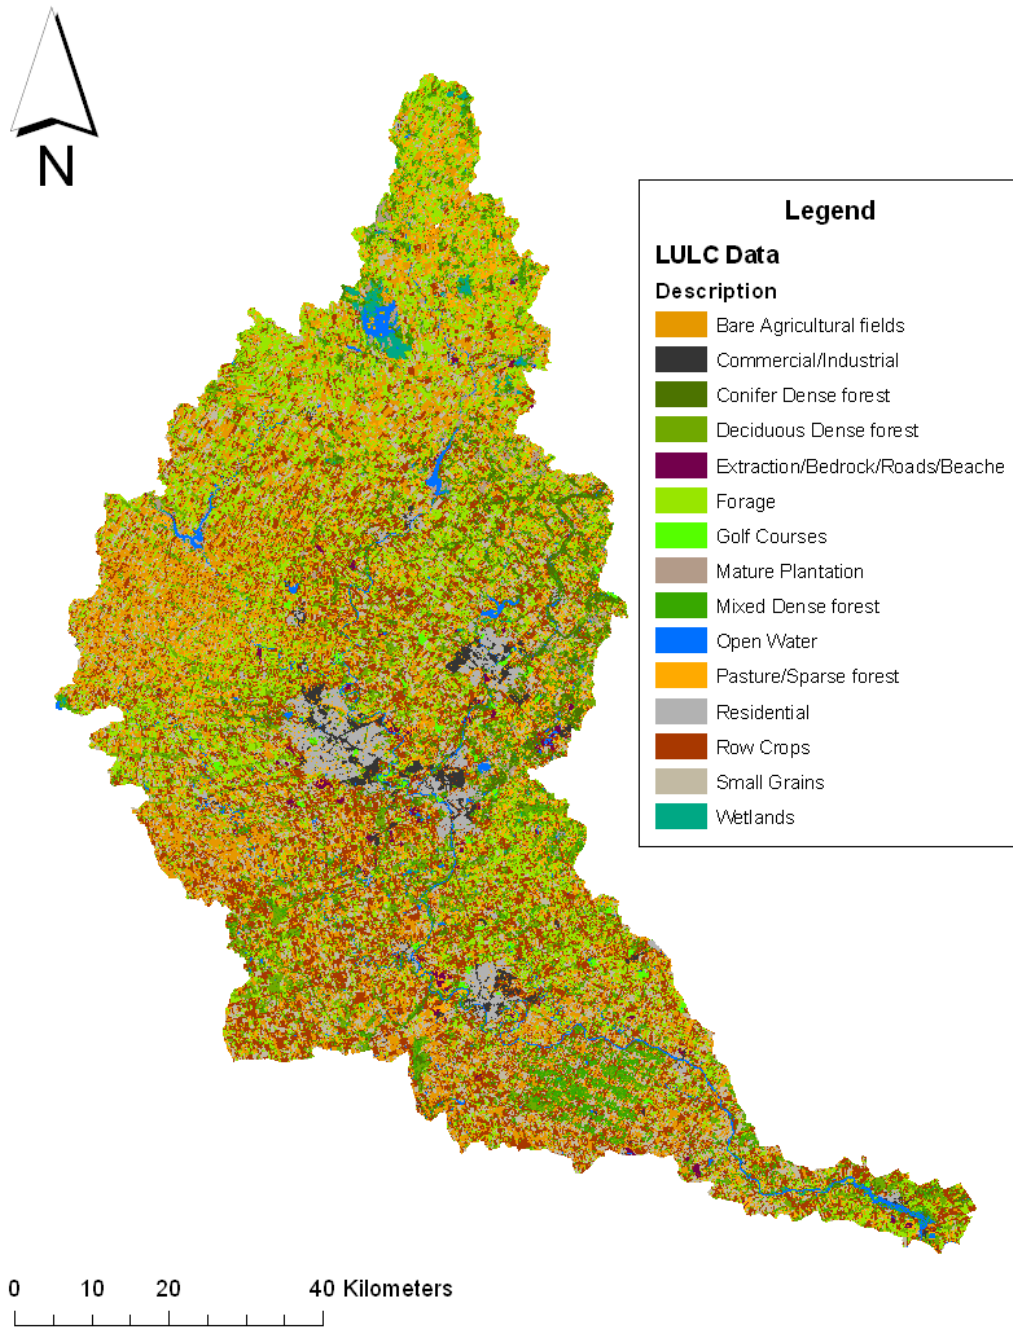 N
Legend
LULC Data
Description
Bare Agricultural fields
Commercial/Industrial
Conifer Dense forest
Deciduous Dense forest
Extraction/Bedrock/Roads/Beache
Forage
Golf Courses
Mature Plantation
Mixed Dense forest
Open Water
Pasture/Sparse forest
Residential
Row Crops
Small Grains
Wetlands
0 10 20 40 Kilometers